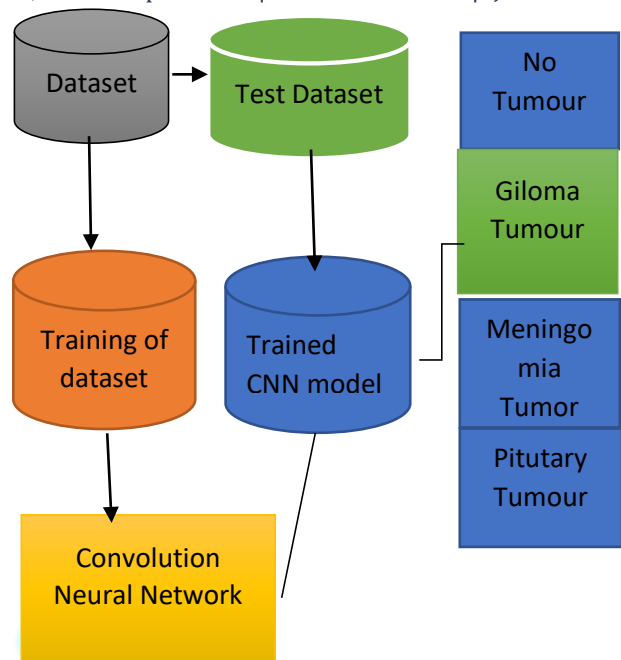 Dataset
Test Dataset
No
Tumour
Giloma
Tumour
Training of
dataset
Trained
CNN model
Meningo
mia
Tumor
Pitutary
Tumour
Convolution
Neural Network